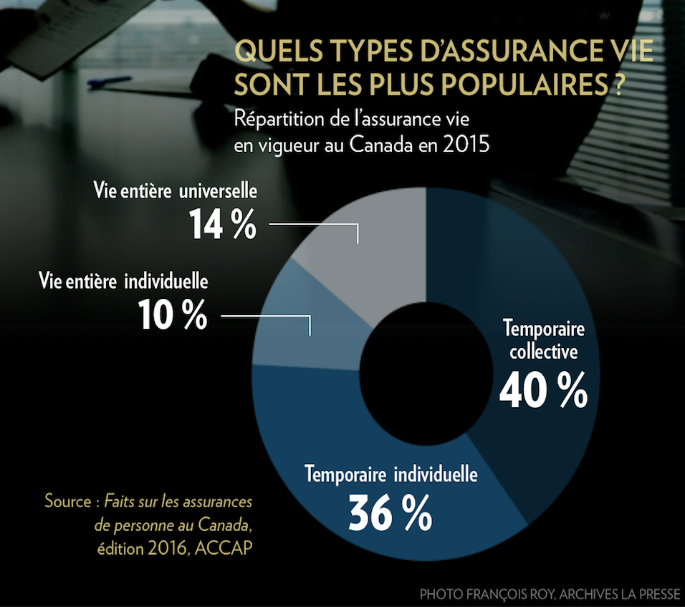 QUELS TYPES D'ASSURANCE VIE
SONT LES PLUS POPULAIRES ?
Répartition de l'assurance vie
en vigueur au Canada en 2015
Vie entière universelle
14 %
Vie entière individuelle
10 %
Temporaire
collective
40 %
Temporaire individuelle
36 %
Source : Faits sur les assurances
de personne au Canada,
édition 2016, ACCAP
PHOTO FRANÇOIS ROY, ARCHIVES LA PRESSE